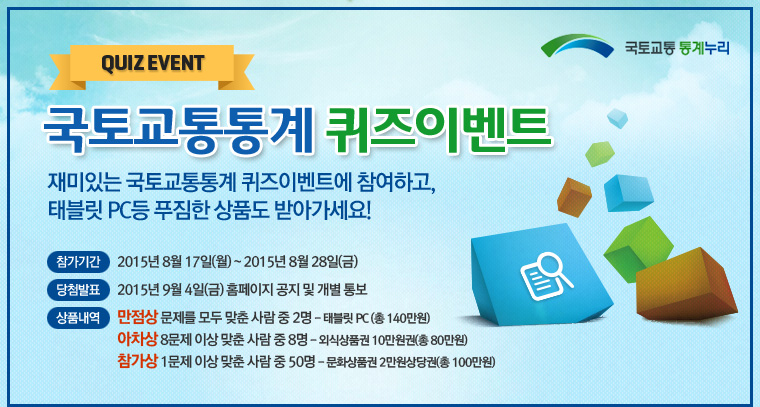 QUIZ EVENT
국토교통 통계누리
국토교통통계 퀴즈이벤트
재미있는 국토교통통계 퀴즈이벤트에 참여하고,
태블릿 PC등 푸짐한 상품도 받아가세요!
참가기간 2015년 8월 17일(월) ~ 2015년 8월 28일(금)
당첨발표 2015년 9월 4일(금) 홈페이지 공지 및 개별 통보
상품내역 만점상 문제를 모두 맞춘 사람 중 2명 – 태블릿 PC (총 140만원)
아차상 8문제 이상 맞춘 사람 중 8명 – 외식상품권 10만원권(총 80만원)
참가상 1문제 이상 맞춘 사람 중 50명 – 문화상품권 2만원상당권(총 100만원)